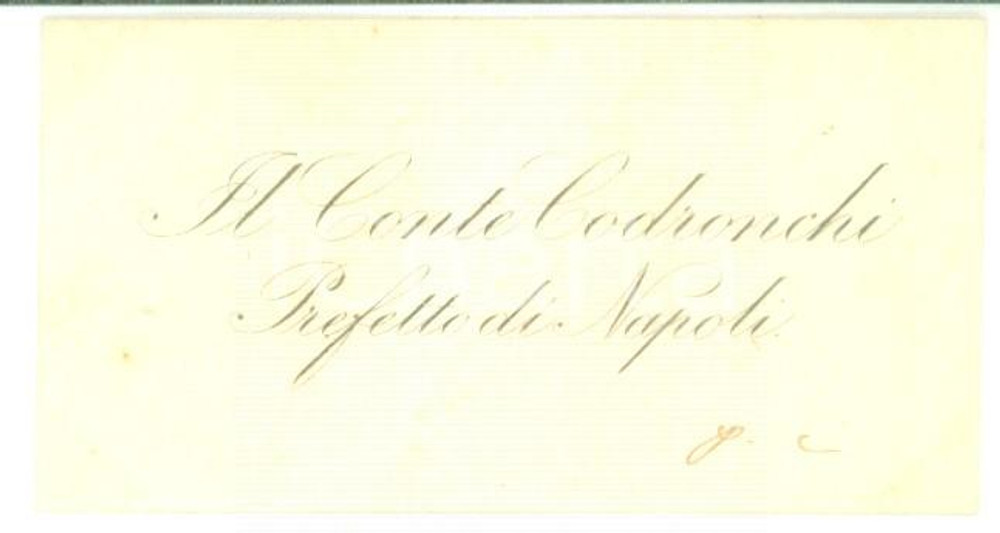 Il Conte Codronchi
Prefetto di Napoli
p. c